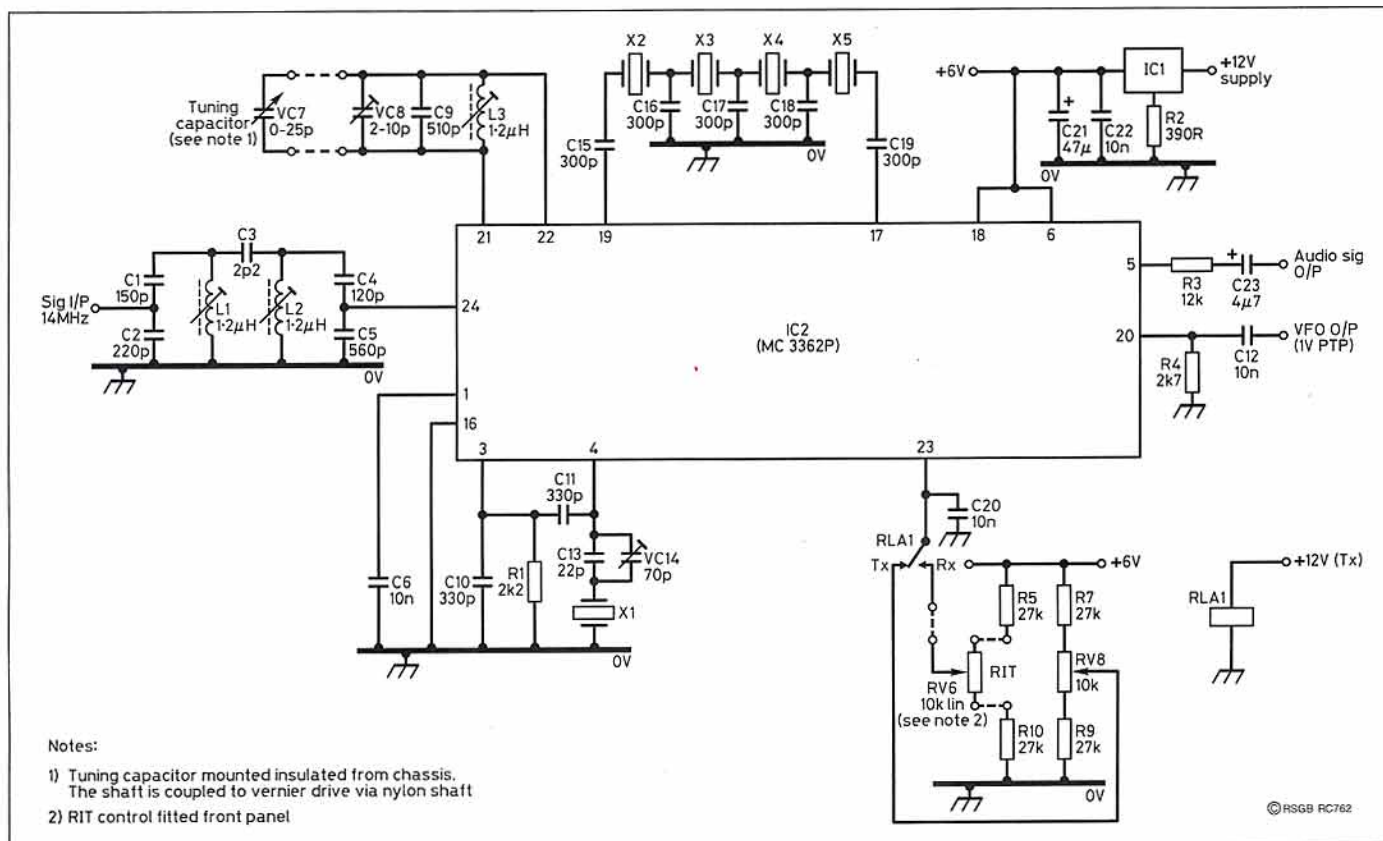 X2
X3
X4
X5
+6V
IC1
+12V
supply
Tuning
capacitor
(see note 1)
VC7
0-25p
VC8
2-10p
C9
510p
L3
1·2μH
C16
300p
C17
300p
C18
300p
C15
300p
C19
300p
0V
C21
47μ
+
C22
10n
R2
390R
0V
21
22
19
17
18
6
C3
2p2
C1
150p
C4
120p
Sig I/P
14MHz
L1
1·2μH
L2
1·2μH
C2
220p
C5
560p
0V
24
1
16
3
4
23
5
20
IC2
(MC 3362P)
R3
12k
+
C23
4μ7
Audio sig
O/P
R4
2k7
C12
10n
VFO O/P
(1V PTP)
C11
330p
C6
10n
C10
330p
R1
2k2
C13
22p
VC14
70p
X1
0V
C20
10n
RLA1
Tx
Rx
+6V
R5
27k
R7
27k
RIT
RV6
10k lin
(see note 2)
RV8
10k
R10
27k
R9
27k
0V
+12V (Tx)
RLA1
Notes:
1) Tuning capacitor mounted insulated from chassis.
The shaft is coupled to vernier drive via nylon shaft
2) RIT control fitted front panel
©RSGB RC762